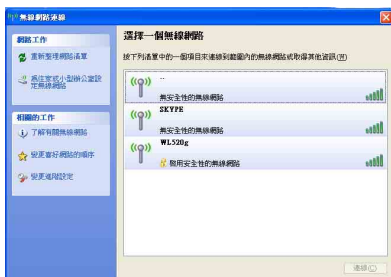 無線網路連線
網路工作
重新整理網路清單
為住家或小型辦公室設
定無線網路
相關的工作
了解有關無線網路
變更喜好網路的順序
變更進階設定
選擇一個無線網路
按下列清單中的一個項目來連線到範圍內的無線網路或取得其他資訊(W)
..
無安全性的無線網路
SKYPE
無安全性的無線網路
WL520g
啟用安全性的無線網路
連線(C)